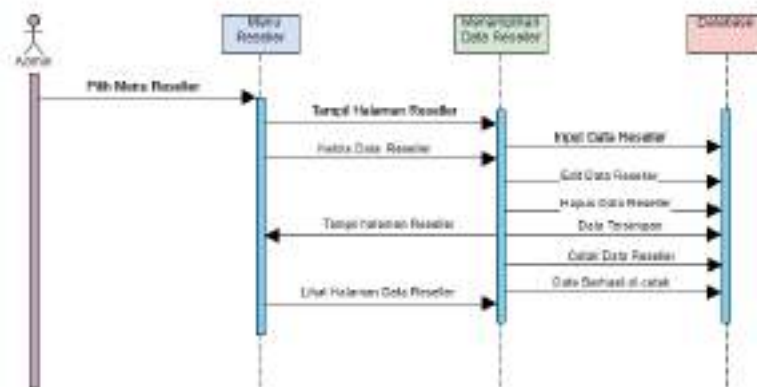 Menu
Reseller
Menampilkan
Data Reseller
Database
Admin
Pilih Menu Reseller
Tampil Halaman Reseller
Input Data Reseller
Kelola Data Reseller
Edit Data Reseller
Hapus Data Reseller
Tampil halaman Reseller
Data Tersimpan
Cetak Data Reseller
Data Berhasil di cetak
Lihat Halaman Data Reseller